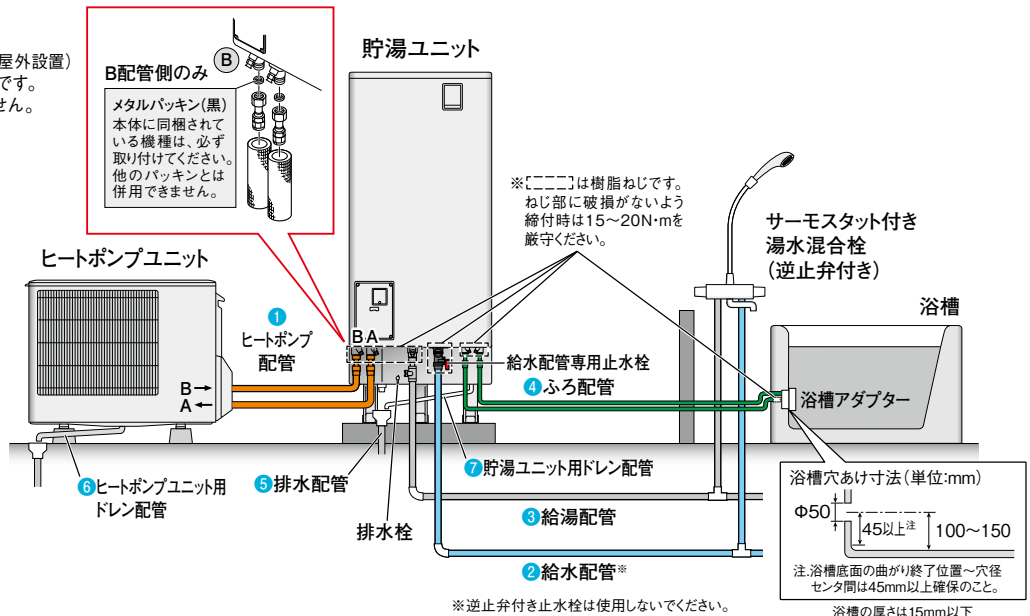 屋外設置)
です。
せん。
B配管側のみ
B
メタルパッキン(黒)
本体に同梱されて
いる機種は、必ず
取り付けてください。
他のパッキンとは
併用できません。
貯湯ユニット
※[ ]は樹脂ねじです。
ねじ部に破損がないよう
締付時は15〜20N・mを
厳守ください。
サーモスタット付き
湯水混合栓
(逆止弁付き)
ヒートポンプユニット
浴槽
1
ヒートポンプ
配管
B A
B→
A←
給水配管専用止水栓
4ふろ配管
浴槽アダプター
6ヒートポンプユニット用
ドレン配管
5排水配管
排水栓
7貯湯ユニット用ドレン配管
3給湯配管
2給水配管※
浴槽穴あけ寸法(単位:mm)
Φ50
45以上注
100〜150
注.浴槽底面の曲がり終了位置〜穴径
センタ間は45mm以上確保のこと。
浴槽の厚さは15mm以下
※逆止弁付き止水栓は使用しないでください。